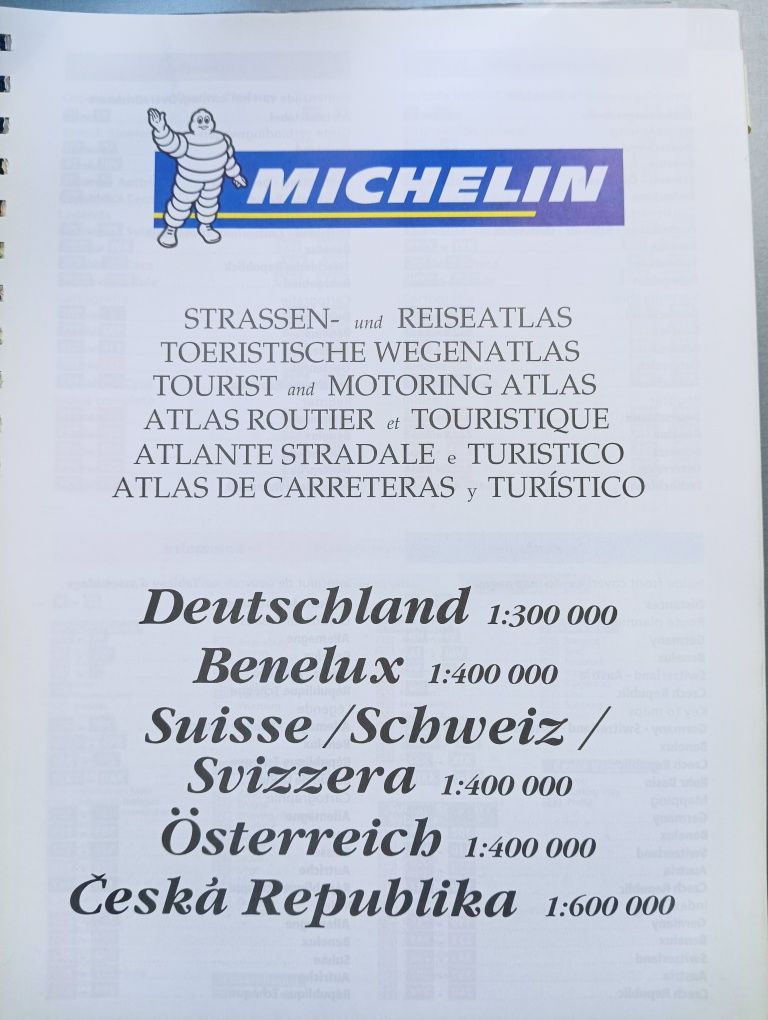 MICHELIN
STRASSEN- und REISEATLAS
TOERISTISCHE WEGENATLAS
TOURIST and MOTORING ATLAS
ATLAS ROUTIER et TOURISTIQUE
ATLANTE STRADALE e TURISTICO
ATLAS DE CARRETERAS y TURÍSTICO
Deutschland 1:300 000
Benelux 1:400 000
Suisse /Schweiz /
Svizzera 1:400 000
Österreich 1:400 000
Česká Republika 1:600 000